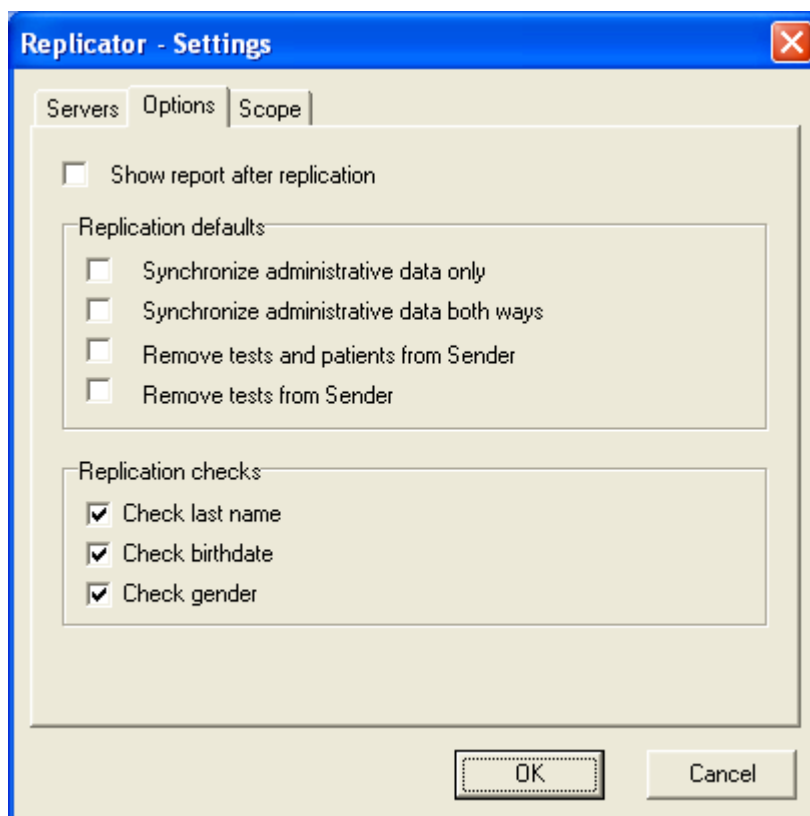 Replicator - Settings
Servers Options Scope
Show report after replication
Replication defaults
Synchronize administrative data only
Synchronize administrative data both ways
Remove tests and patients from Sender
Remove tests from Sender
Replication checks
Check last name
Check birthdate
Check gender
OK Cancel